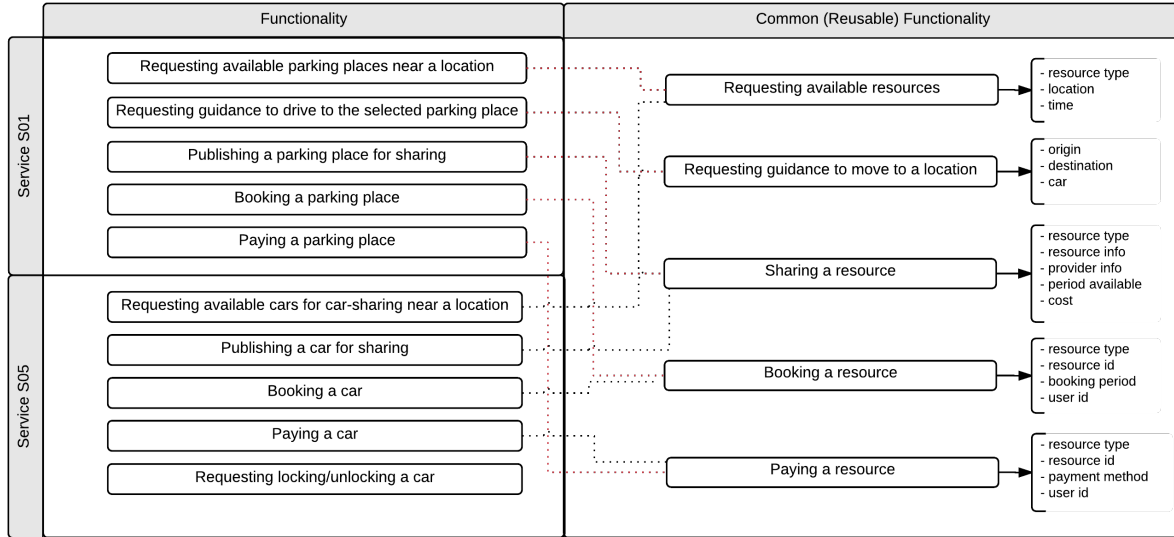 Functionality
Common (Reusable) Functionality
Service S01
Requesting available parking places near a location
Requesting guidance to drive to the selected parking place
Publishing a parking place for sharing
Booking a parking place
Paying a parking place
Service S05
Requesting available cars for car-sharing near a location
Publishing a car for sharing
Booking a car
Paying a car
Requesting locking/unlocking a car
Requesting available resources
- resource type
- location
- time
Requesting guidance to move to a location
- origin
- destination
- car
Sharing a resource
- resource type
- resource info
- provider info
- period available
- cost
Booking a resource
- resource type
- resource id
- booking period
- user id
Paying a resource
- resource type
- resource id
- payment method
- user id